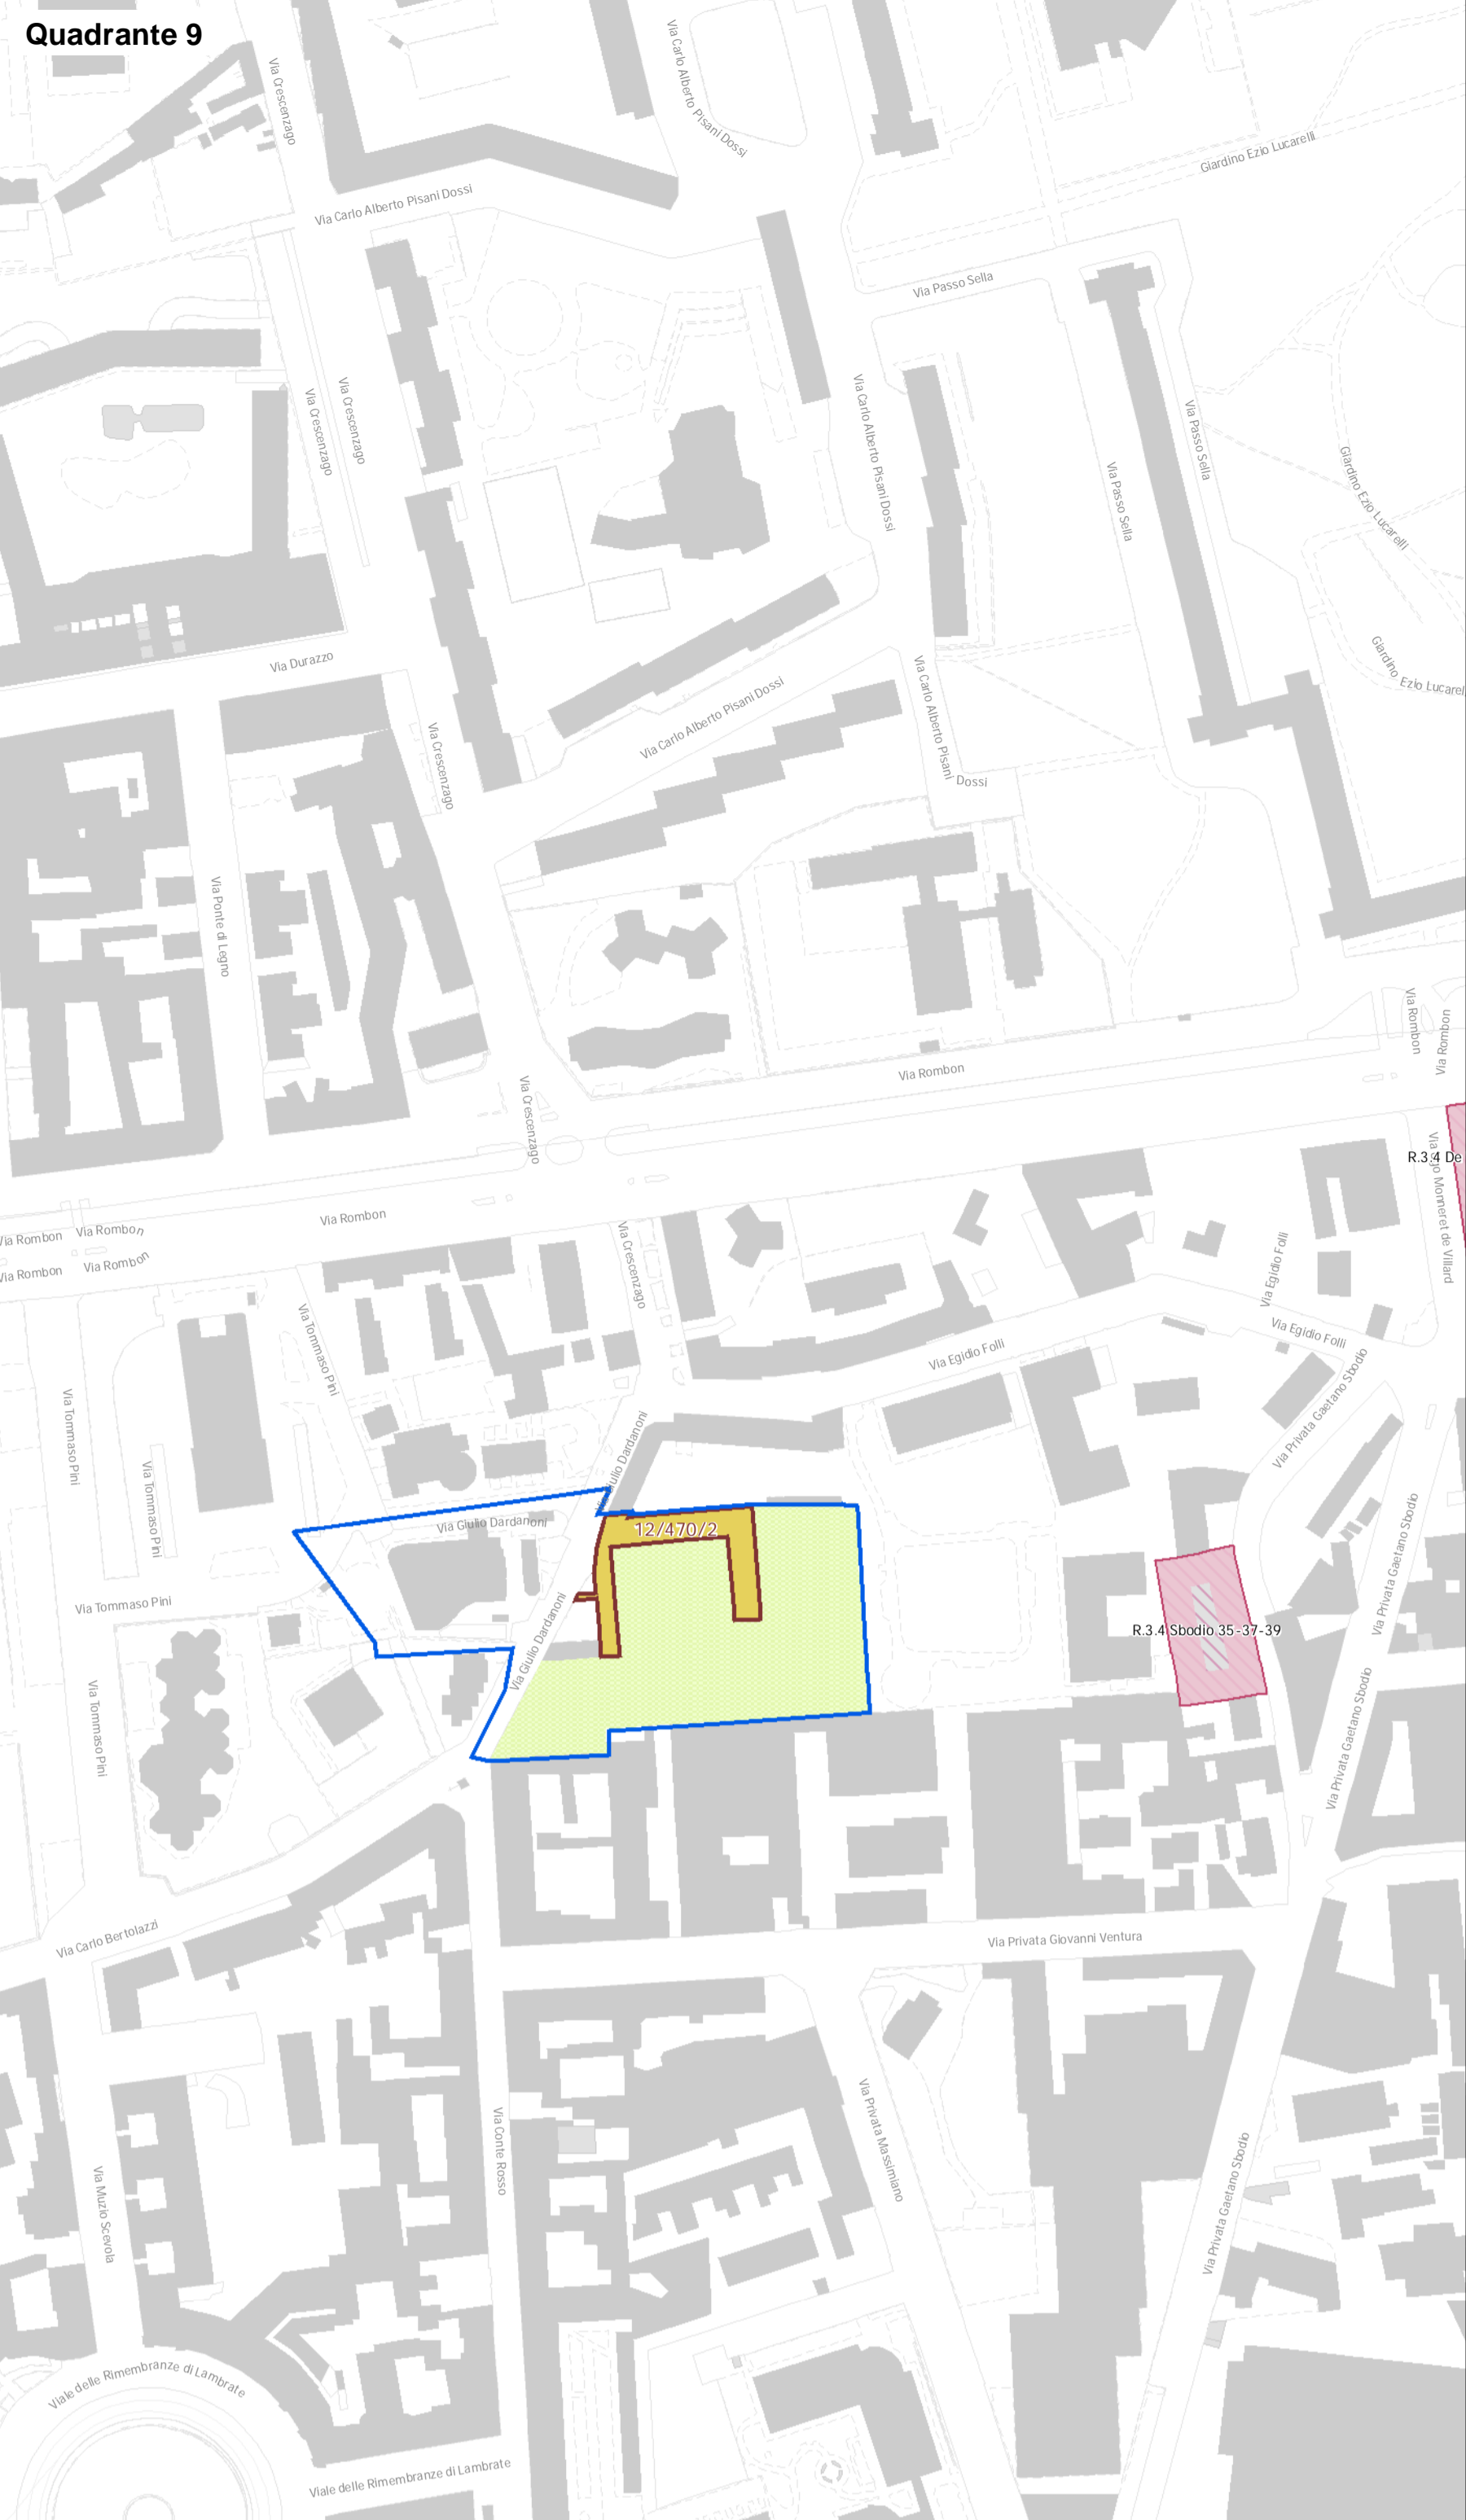 Quadrante 9
Via Crescenzago
Via Carlo Alberto Pisani Dossi
Giardino Ezio Lucarelli
Via Carlo Alberto Pisani Dossi
Via Passo Sella
Via Crescenzago
Via Crescenzago
Via Carlo Alberto Pisani Dossi
Via Passo Sella
Via Passo Sella
Giardino Ezio Lucarelli
Via Durazzo
Giardino Ezio Lucarel
Via Carlo Alberto Pisani Dossi
Via Carlo Alberto Pisani Dossi
Via Crescenzago
Via Ponte di Legno
Via Rombon
Via Rombon
Via Rombon
Via Crescenzago
R.3.4 De
Via Rombon
Via Rombon
Via Rombon
Via Rombon
Via Rombon
Via Crescenzago
Via Egidio Folli
Via Egidio Folli
Via Egidio Folli
Monneret de Villard
Via Tommaso Pini
Via Tommaso Pini
Via Tommaso Pini
Via Privata Gaetano Sbodio
Giulio Dardanoni
Via Giulio Dardanoni
12/470/2
Via Privata Gaetano Sbodio
Via Tommaso Pini
Via Giulio Dardanoni
R.3.4 Sbodio 35-37-39
Via Tommaso Pini
Via Privata Gaetano Sbodio
Via Carlo Bertolazzi
Via Privata Giovanni Ventura
Via Conte Rosso
Via Privata Massimiano
Via Muzio Scevola
Via Privata Gaetano Sbodio
Viale delle Rimembranze di Lambrate
Viale delle Rimembranze di Lambrate